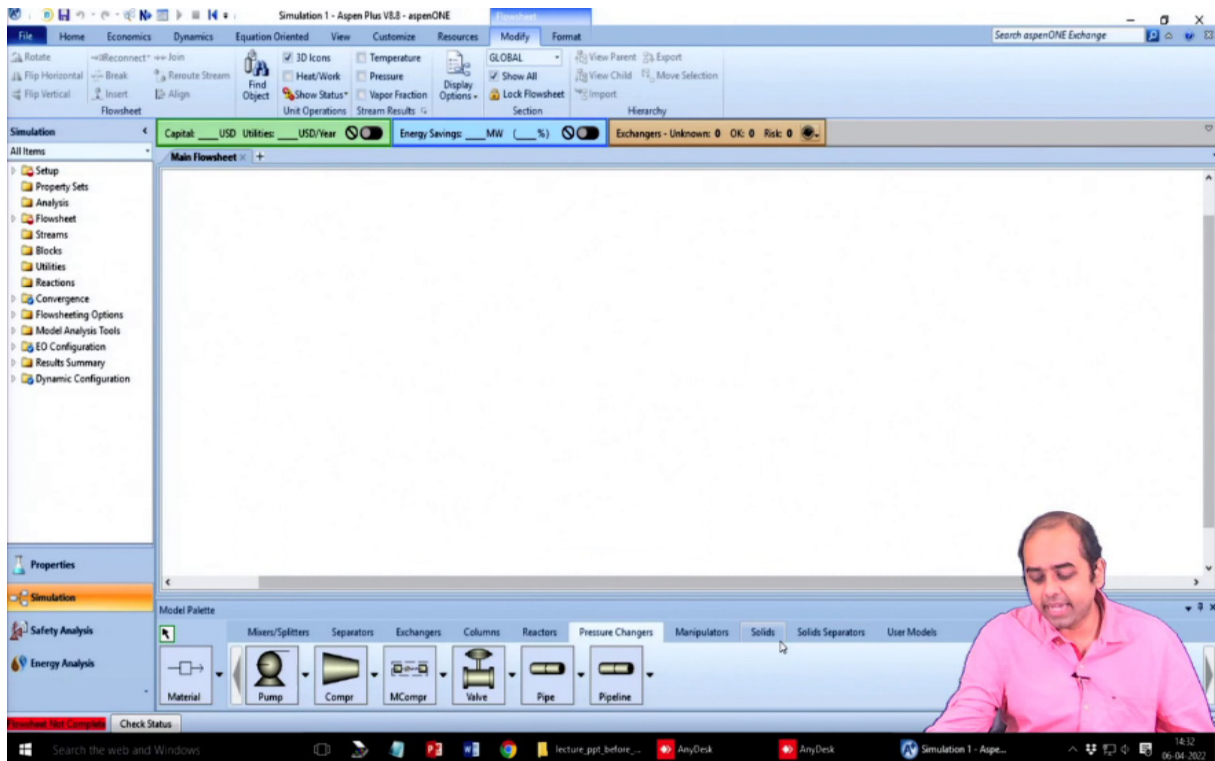 Simulation 1 - Aspen Plus V8.8 - aspenONE
Flowsheet
File Home Economics Dynamics Equation Oriented View Customize Resources Modify Format
Search aspenONE Exchange
Rotate Reconnect Join
Flip Horizontal Break Reroute Stream
Flip Vertical Insert Align
Flowsheet
Find Object
3D Icons
Heat/Work
Show Status
Unit Operations
Temperature
Pressure
Vapor Fraction
Stream Results
Display Options
GLOBAL
Show All
Lock Flowsheet
Section
View Parent Export
View Child Move Selection
Import
Hierarchy
Simulation
Capital: ___ USD Utilities: ___ USD/Year
Energy Savings: ___ MW ( ___ %)
Exchangers - Unknown: 0 OK: 0 Risk: 0
All Items
Main Flowsheet × +
Setup
Property Sets
Analysis
Flowsheet
Streams
Blocks
Utilities
Reactions
Convergence
Flowsheeting Options
Model Analysis Tools
EO Configuration
Results Summary
Dynamic Configuration
Properties
Simulation
Safety Analysis
Energy Analysis
Model Palette
Mixers/Splitters Separators Exchangers Columns Reactors Pressure Changers Manipulators Solids Solids Separators User Models
Material Pump Compr MCompr Valve Pipe Pipeline
Flowsheet Not Complete Check Status
Search the web and Windows
lecture_ppt_before_...
AnyDesk
AnyDesk
Simulation 1 - Aspe...
14:32
06-04-2022